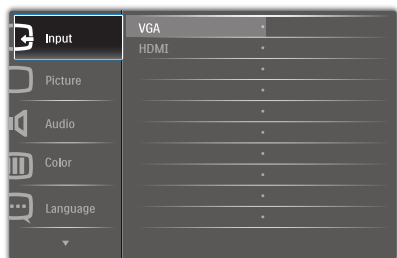 Input
VGA
HDMI
Picture
Audio
Color
Language